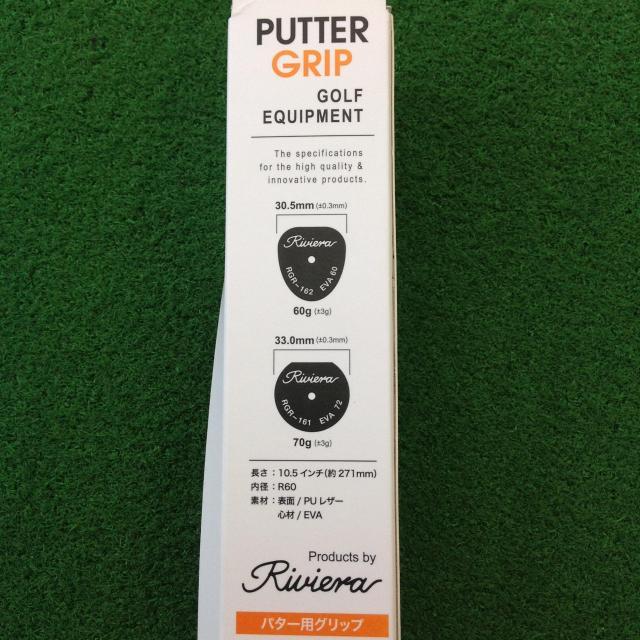 PUTTER
GRIP
GOLF
EQUIPMENT
The specifications
for the high quality &
innovative products.
30.5mm (±0.3mm)
Riviera
RGR-162 EVA 60
60g (±3g)
33.0mm (±0.3mm)
Riviera
RGR-161 EVA 72
70g (±3g)
長さ：10.5インチ(約271mm)
内径：R60
素材：表面/PUレザー
心材/EVA
Products by
Riviera
パター用グリップ